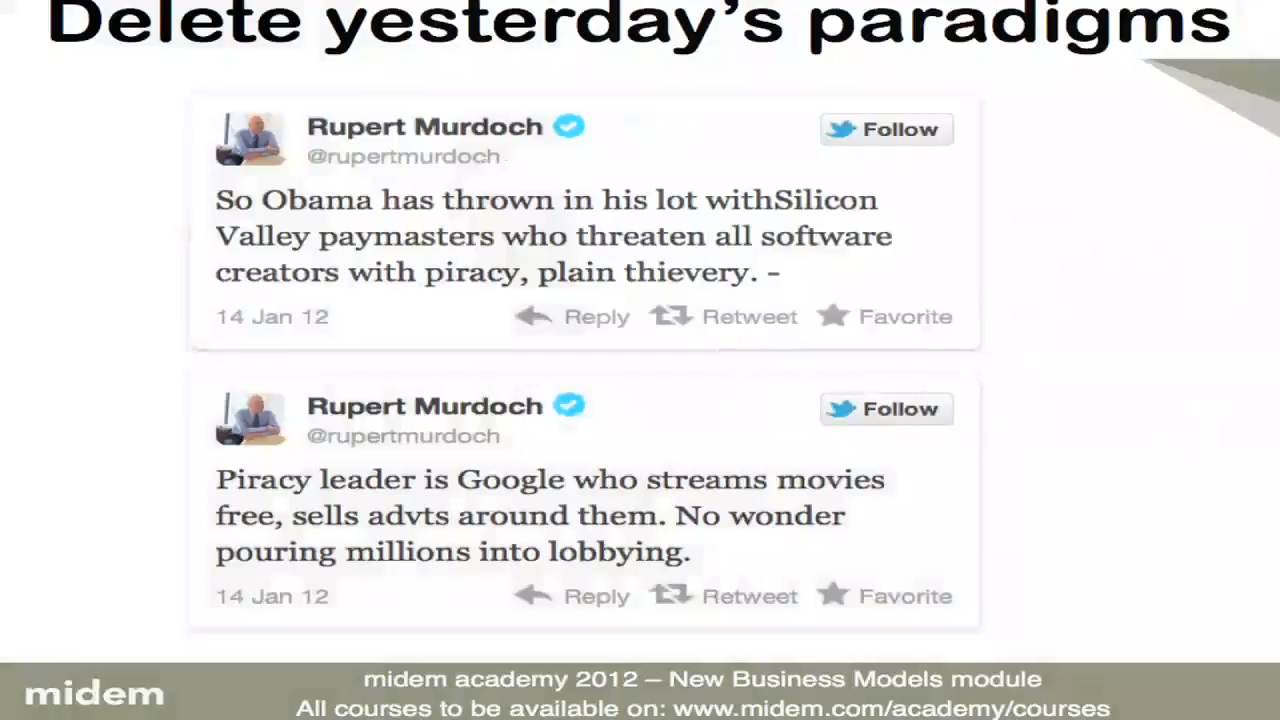 Delete yesterday's paradigms
Rupert Murdoch
Follow
@rupertmurdoch
So Obama has thrown in his lot withSilicon
Valley paymasters who threaten all software
creators with piracy, plain thievery. -
14 Jan 12 Reply Retweet Favorite
Rupert Murdoch
Follow
@rupertmurdoch
Piracy leader is Google who streams movies
free, sells advts around them. No wonder
pouring millions into lobbying.
14 Jan 12 Reply Retweet Favorite
midem
midem academy 2012 – New Business Models module
All courses to be available on: www.midem.com/academy/courses